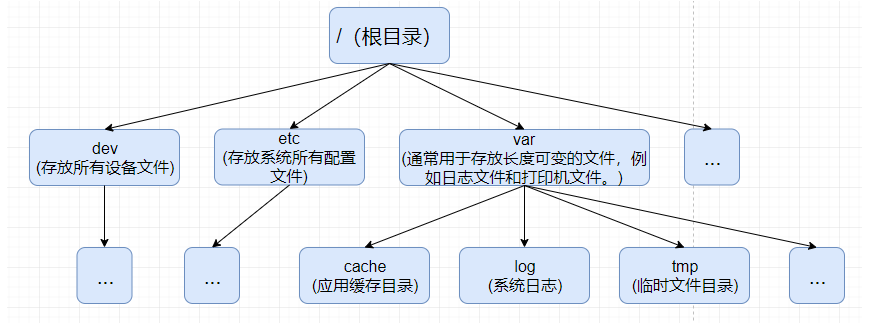 /（根目录）
dev
(存放所有设备文件)
etc
(存放系统所有配置
文件)
var
(通常用于存放长度可变的文件，例
如日志文件和打印机文件。)
...
...
...
cache
(应用缓存目录)
log
(系统日志)
tmp
(临时文件目录)
...